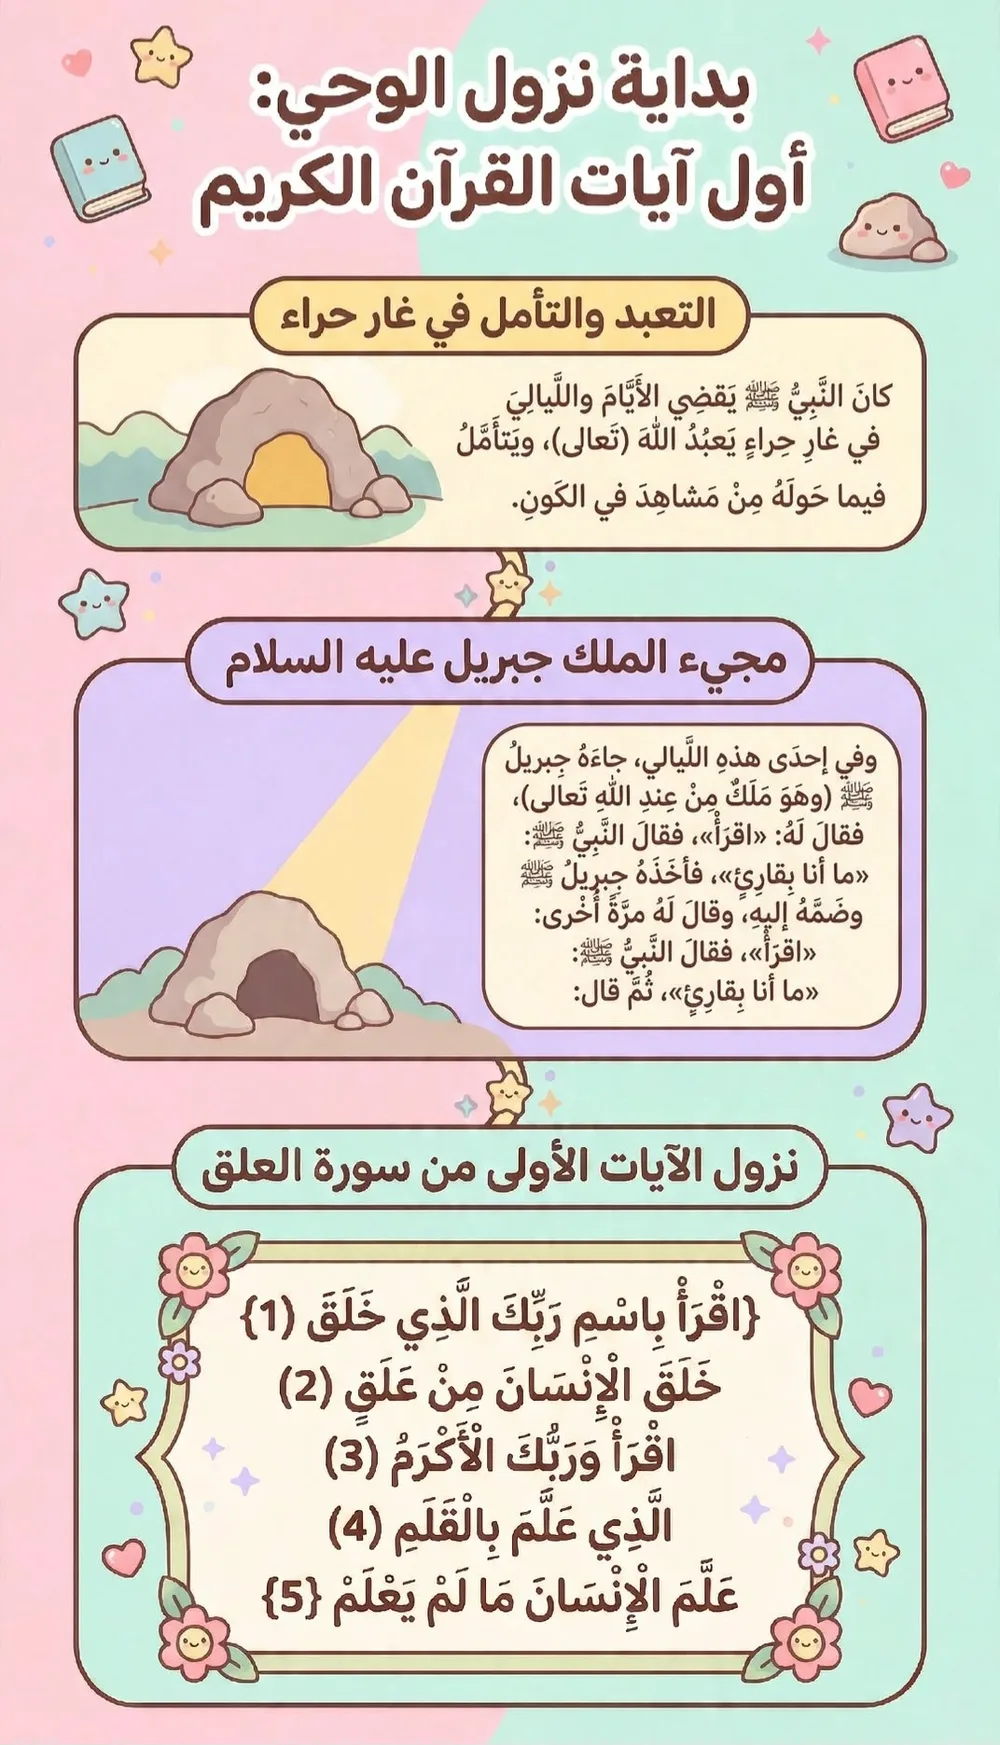 بداية نزول الوحي:
أول آيات القرآن الكريم
التعبد والتأمل في غار حراء
كانَ النَّبِيُّ ﷺ يَقضِي الأَيَّامَ واللَّيالِيَ
في غارِ حِراءٍ يَعبُدُ اللهَ (تَعالى)، ويَتأَمَّلُ
فيما حَولَهُ مِنْ مَشاهِدَ في الكَونِ.
مجيء الملك جبريل عليه السلام
وفي إحدَى هذهِ اللَّيالي، جاءَهُ جِبريلُ
ﷺ (وهَوَ مَلَكٌ مِنْ عِندِ اللهِ تَعالى)،
فقالَ لَهُ: «اقرَأْ»، فقالَ النَّبِيُّ ﷺ:
«ما أنا بِقارِئٍ»، فأخَذَهُ جِبريلُ ﷺ
وضَمَّهُ إليهِ، وقالَ لَهُ مرَّةً أُخْرى:
«اقرَأْ»، فقالَ النَّبيُّ ﷺ:
«ما أنا بِقارِئٍ»، ثُمَّ قال:
نزول الآيات الأولى من سورة العلق
{اقْرَأْ بِاسْمِ رَبِّكَ الَّذِي خَلَقَ (1}
خَلَقَ الْإِنْسَانَ مِنْ عَلَقٍ (2)
اقْرَأْ وَرَبُّكَ الْأَكْرَمُ (3)
الَّذِي عَلَّمَ بِالْقَلَمِ (4)
عَلَّمَ الْإِنْسَانَ مَا لَمْ يَعْلَمْ {5}